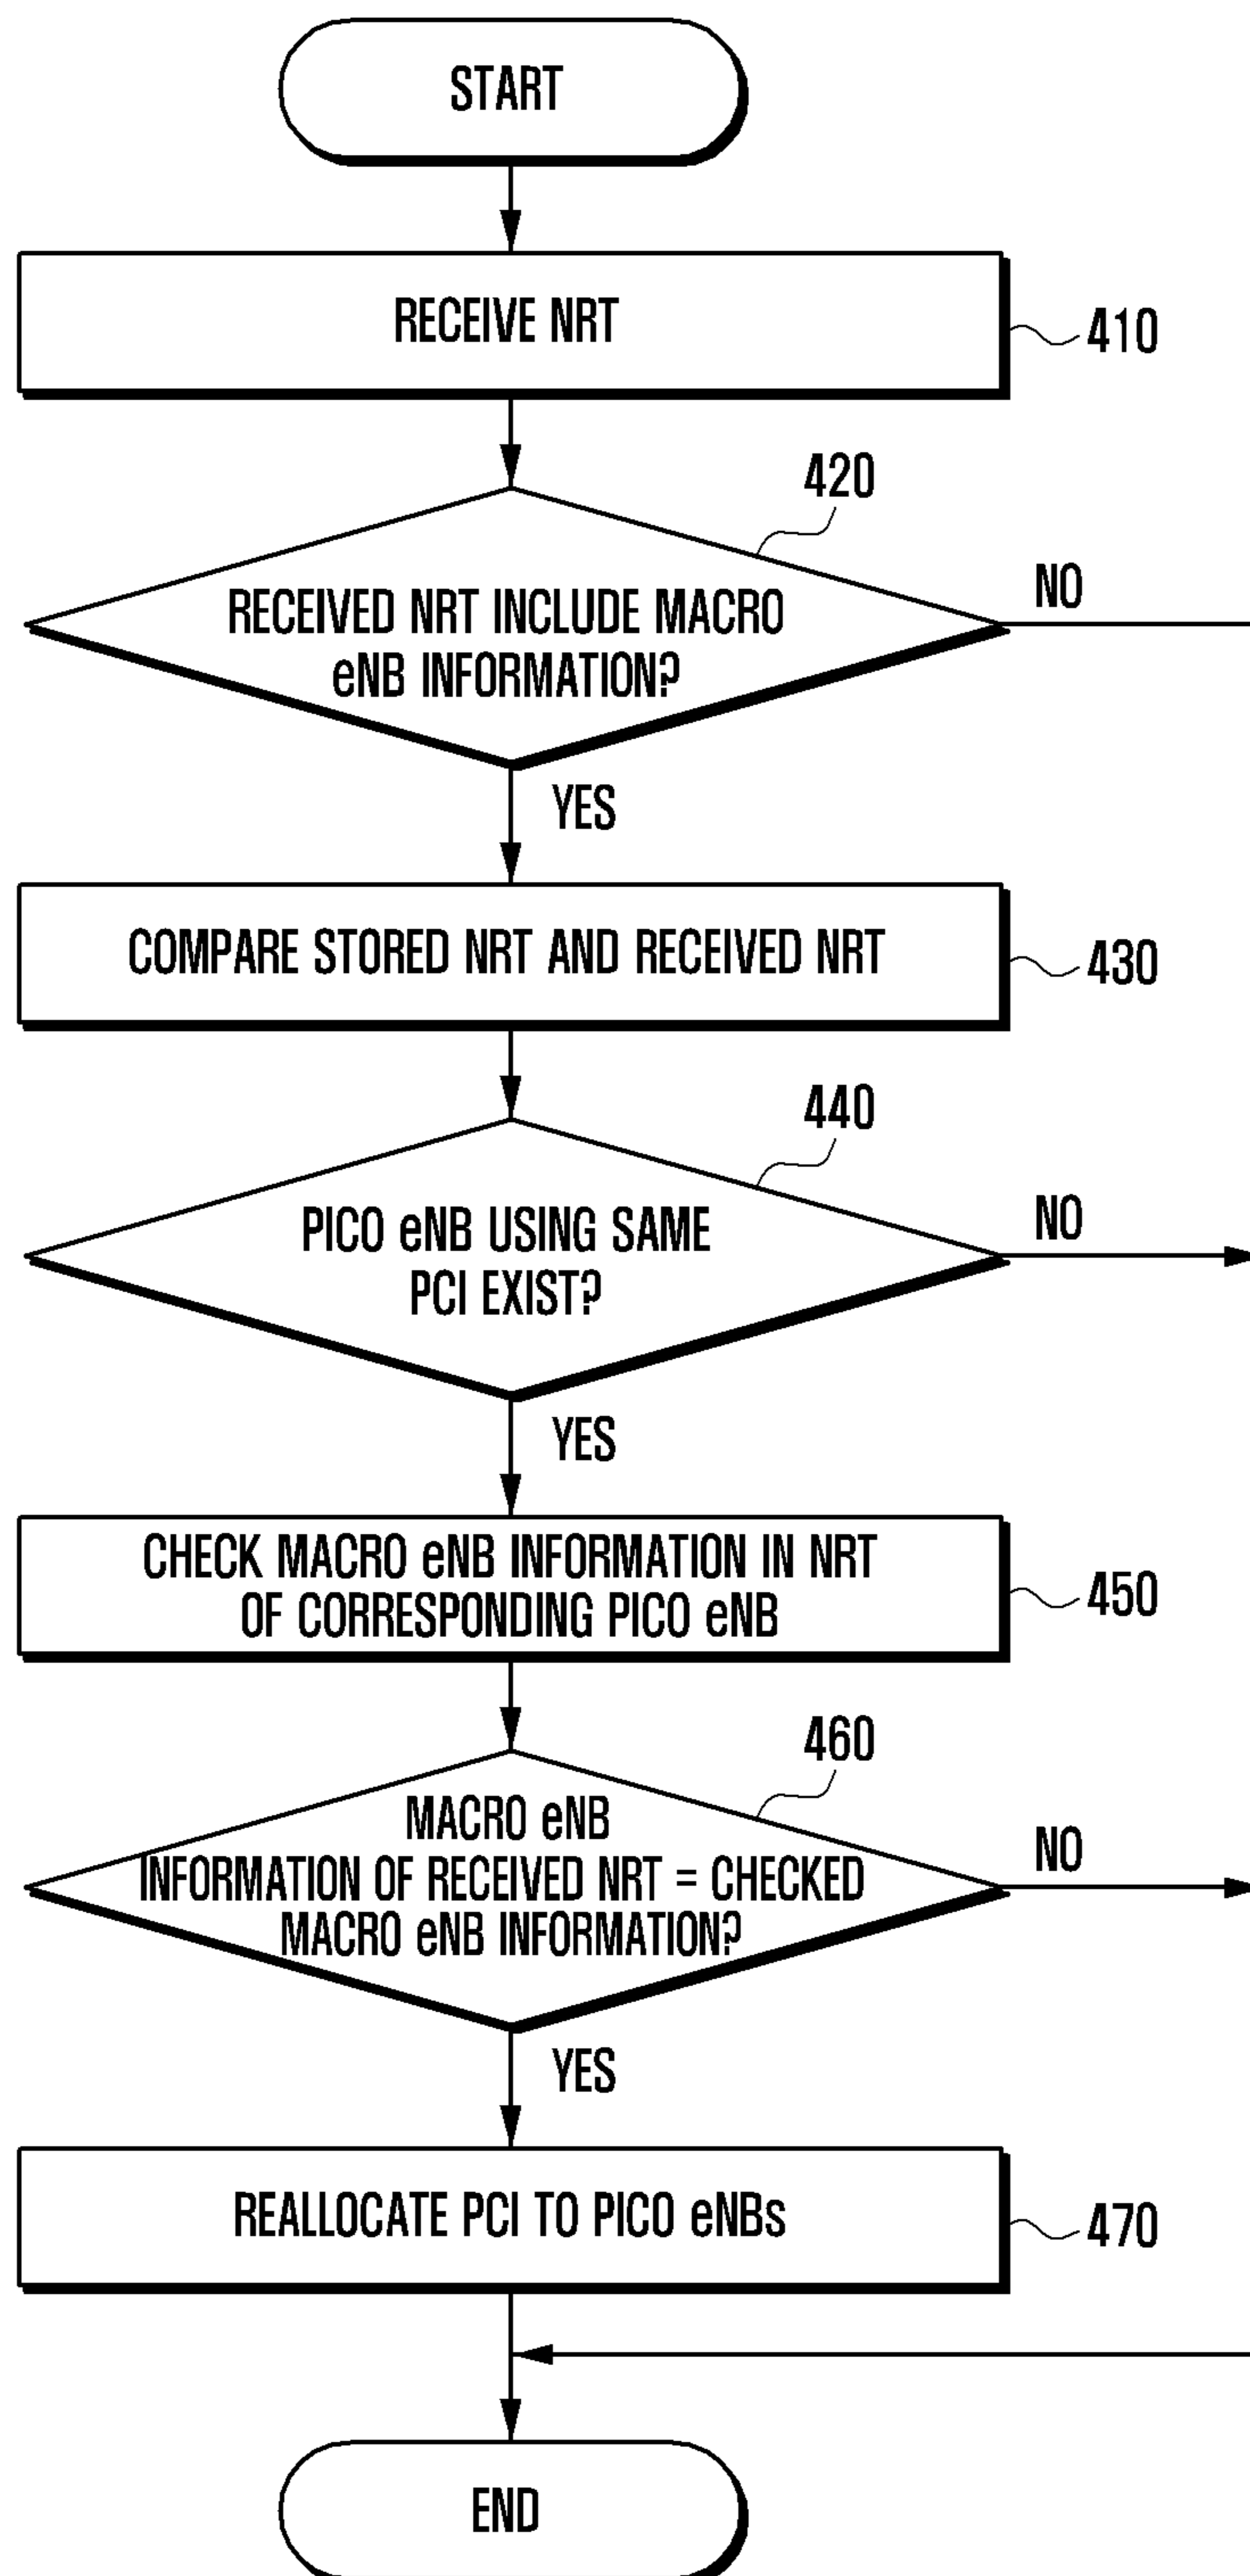 START
RECEIVE NRT
410
420
RECEIVED NRT INCLUDE MACRO
eNB INFORMATION?
NO
YES
COMPARE STORED NRT AND RECEIVED NRT
430
440
PICO eNB USING SAME
PCI EXIST?
NO
YES
CHECK MACRO eNB INFORMATION IN NRT
OF CORRESPONDING PICO eNB
450
460
MACRO eNB
INFORMATION OF RECEIVED NRT = CHECKED
MACRO eNB INFORMATION?
NO
YES
REALLOCATE PCI TO PICO eNBs
470
END